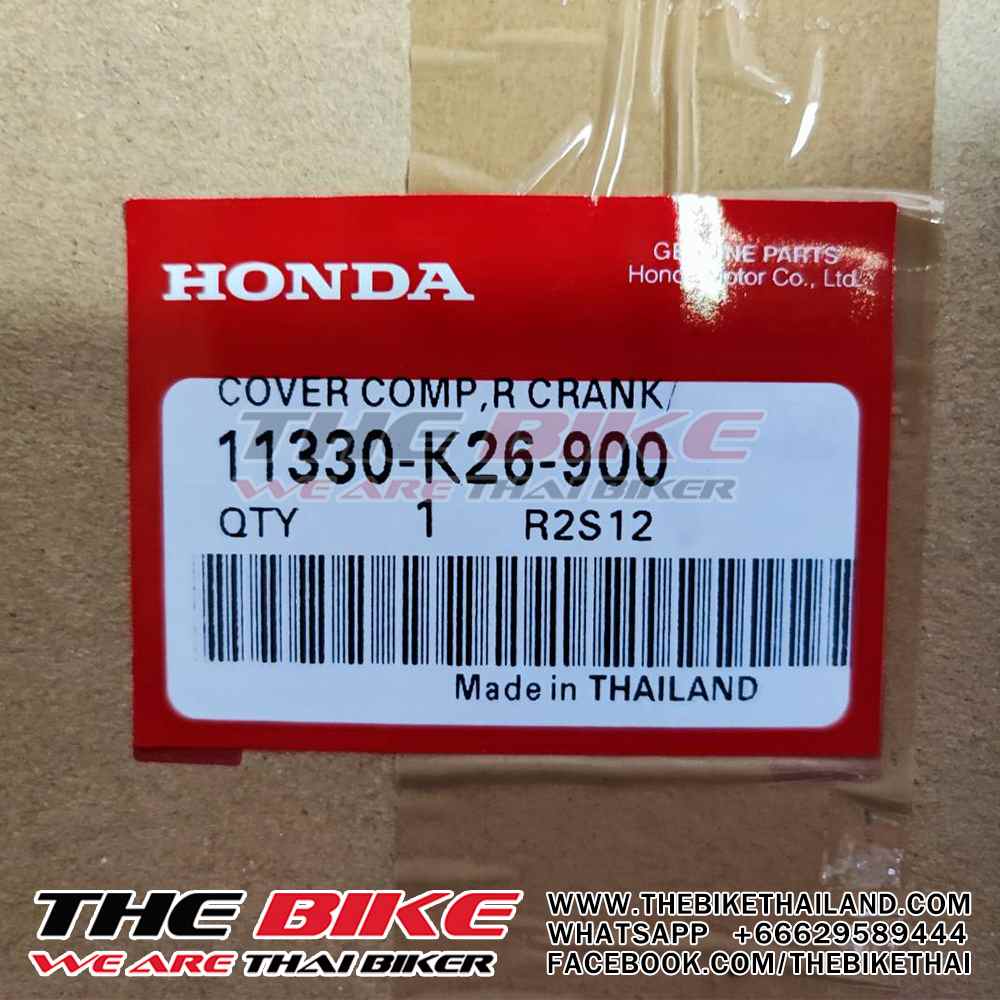 HONDA
GENUINE PARTS
Honda Motor Co., Ltd.
COVER COMP,R CRANK/
THE BIKE
11330-K26-900
WE ARE THAI BIKER
QTY 1 R2S12
Made in THAILAND
THE BIKE
WE ARE THAI BIKER
WWW.THEBIKETHAILAND.COM
WHATSAPP +66629589444
FACEBOOK.COM/THEBIKETHAI